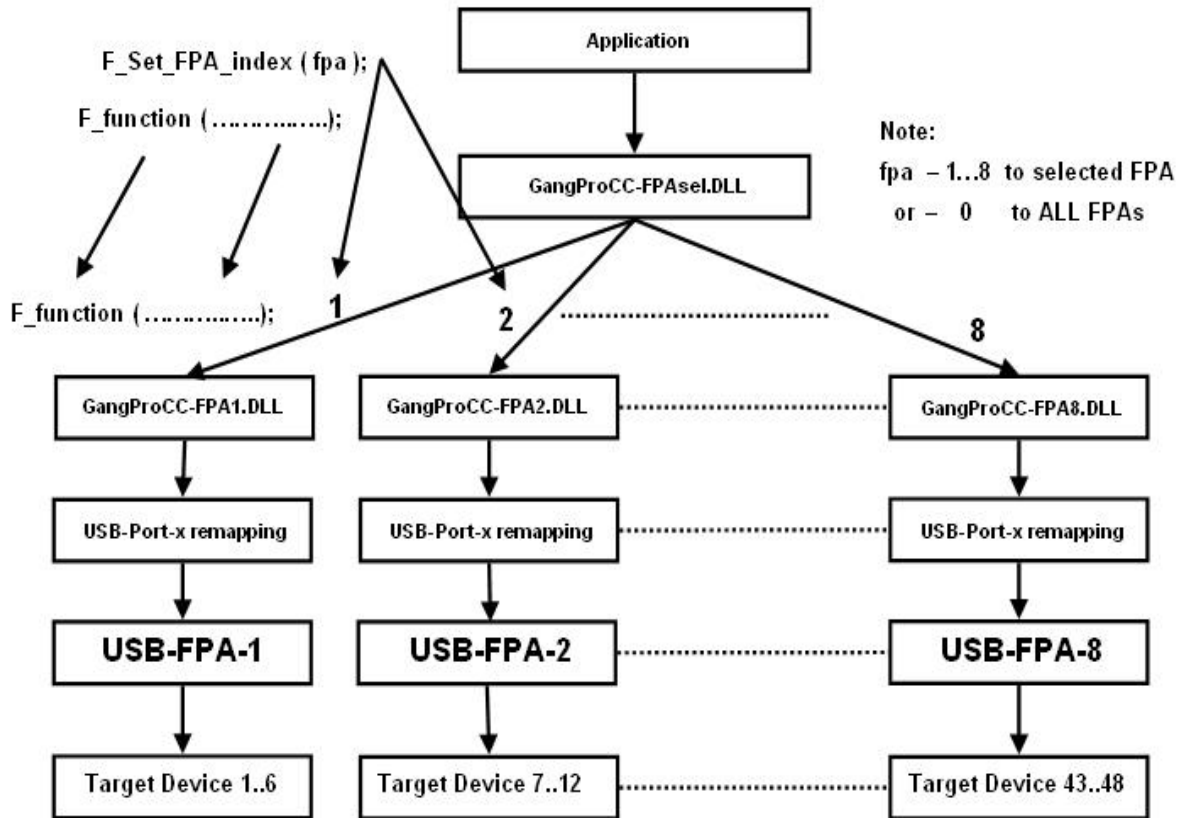 Application
F_Set_FPA_index ( fpa );
F_function (……………..);
Note:
fpa – 1...8 to selected FPA
or – 0 to ALL FPAs
GangProCC-FPAsel.DLL
F_function (……………..);
1
2
8
GangProCC-FPA1.DLL
GangProCC-FPA2.DLL
GangProCC-FPA8.DLL
USB-Port-x remapping
USB-Port-x remapping
USB-Port-x remapping
USB-FPA-1
USB-FPA-2
USB-FPA-8
Target Device 1..6
Target Device 7..12
Target Device 43..48